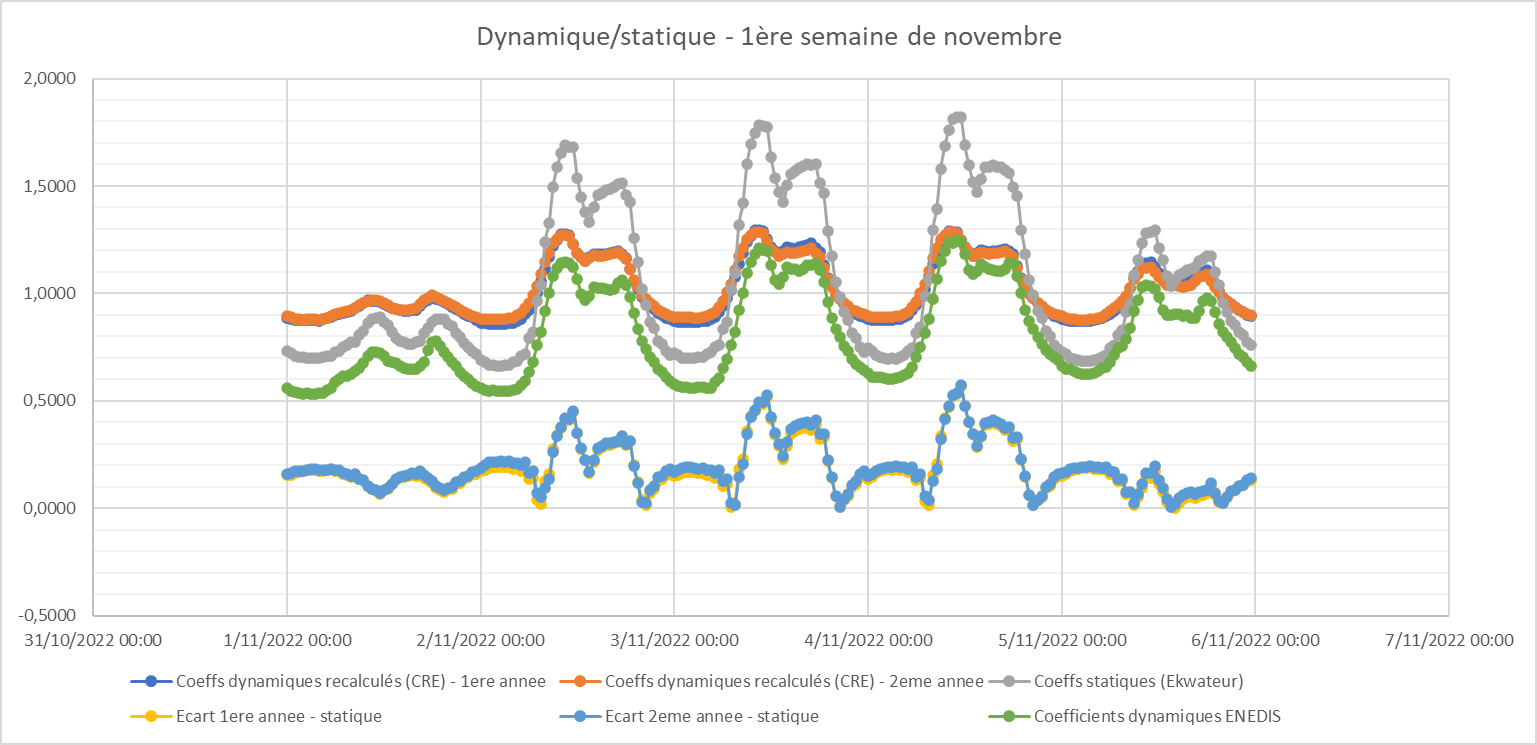 Dynamique/statique - 1ère semaine de novembre
2,0000
1,5000
1,0000
0,5000
0,0000
-0,5000
31/10/2022 00:00 1/11/2022 00:00 2/11/2022 00:00 3/11/2022 00:00 4/11/2022 00:00 5/11/2022 00:00 6/11/2022 00:00 7/11/2022 00:00
Coeffs dynamiques recalculés (CRE) - 1ere annee Coeffs dynamiques recalculés (CRE) - 2eme annee Coeffs statiques (Ekwateur)
Ecart 1ere annee - statique Ecart 2eme annee - statique Coefficients dynamiques ENEDIS